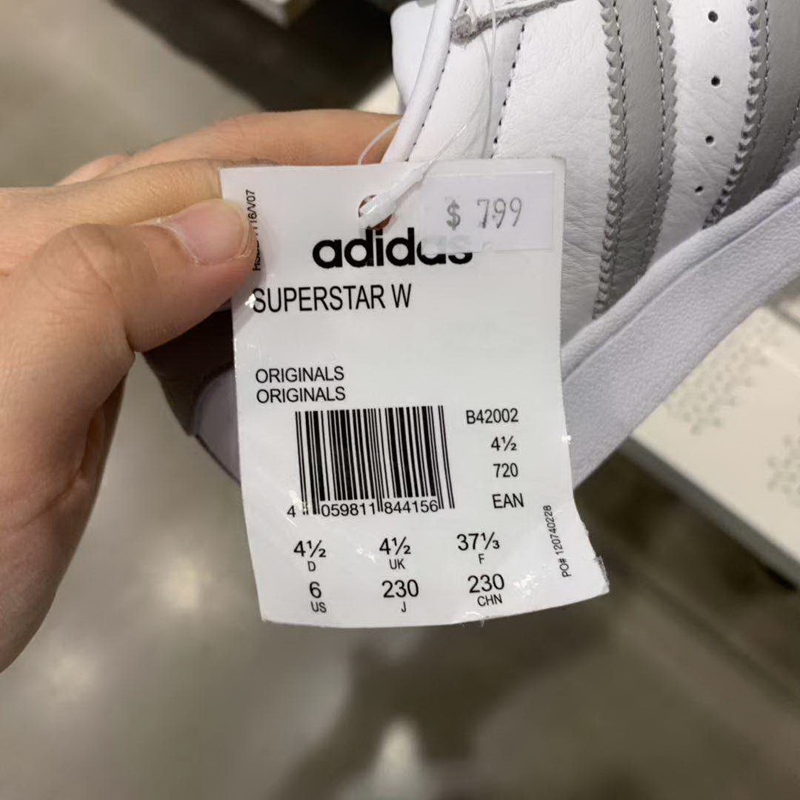 $ 799
adidas
SUPERSTAR W
ORIGINALS
ORIGINALS
B42002
4½
720
EAN
4 059811 844156
4½ 4½ 37⅓
D UK F
6 230 230
US J CHN
PO# 120740228